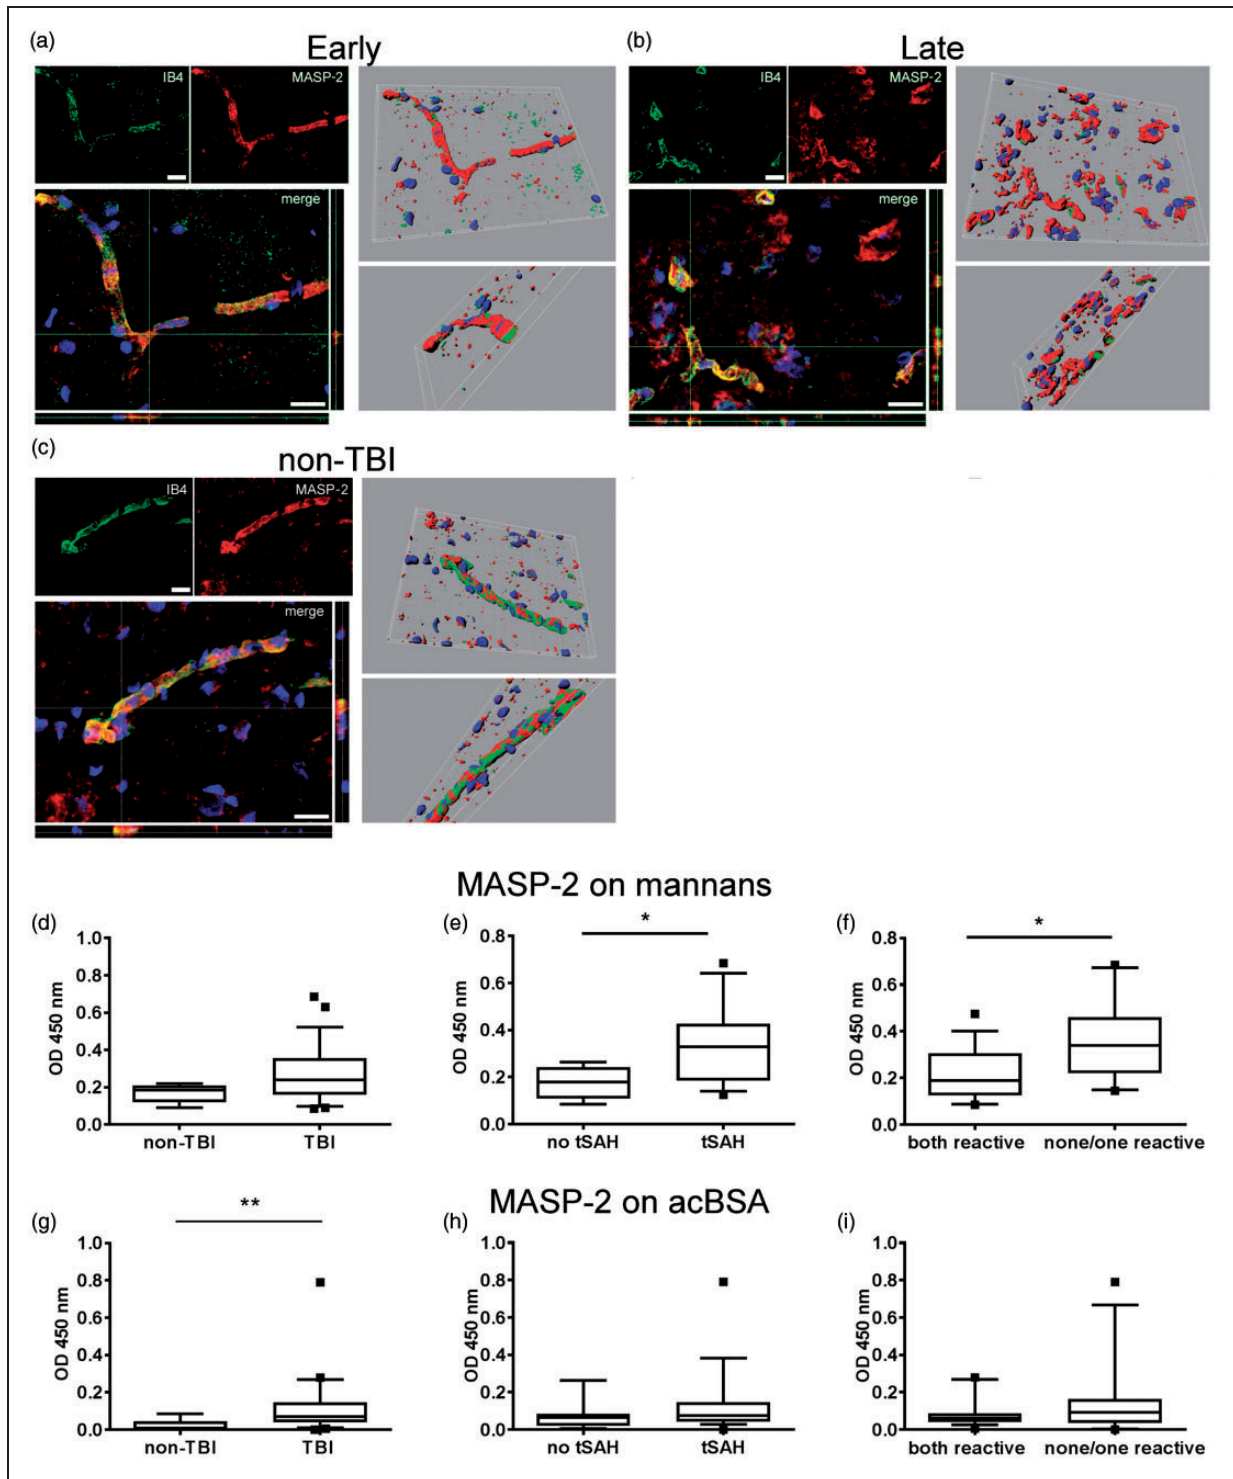 (a)
Early
IB4
MASP-2
merge
(b)
Late
IB4
MASP-2
merge
(c)
non-TBI
IB4
MASP-2
merge
MASP-2 on mannans
(d)
OD 450 nm
1.0
0.8
0.6
0.4
0.2
0.0
non-TBI
TBI
(e)
OD 450 nm
0.8
0.6
0.4
0.2
0.0
*
no tSAH
tSAH
(f)
OD 450 nm
0.8
0.6
0.4
0.2
0.0
*
both reactive
none/one reactive
MASP-2 on acBSA
(g)
OD 450 nm
1.0
0.8
0.6
0.4
0.2
0.0
**
non-TBI
TBI
(h)
OD 450 nm
1.0
0.8
0.6
0.4
0.2
0.0
no tSAH
tSAH
(i)
OD 450 nm
1.0
0.8
0.6
0.4
0.2
0.0
both reactive
none/one reactive